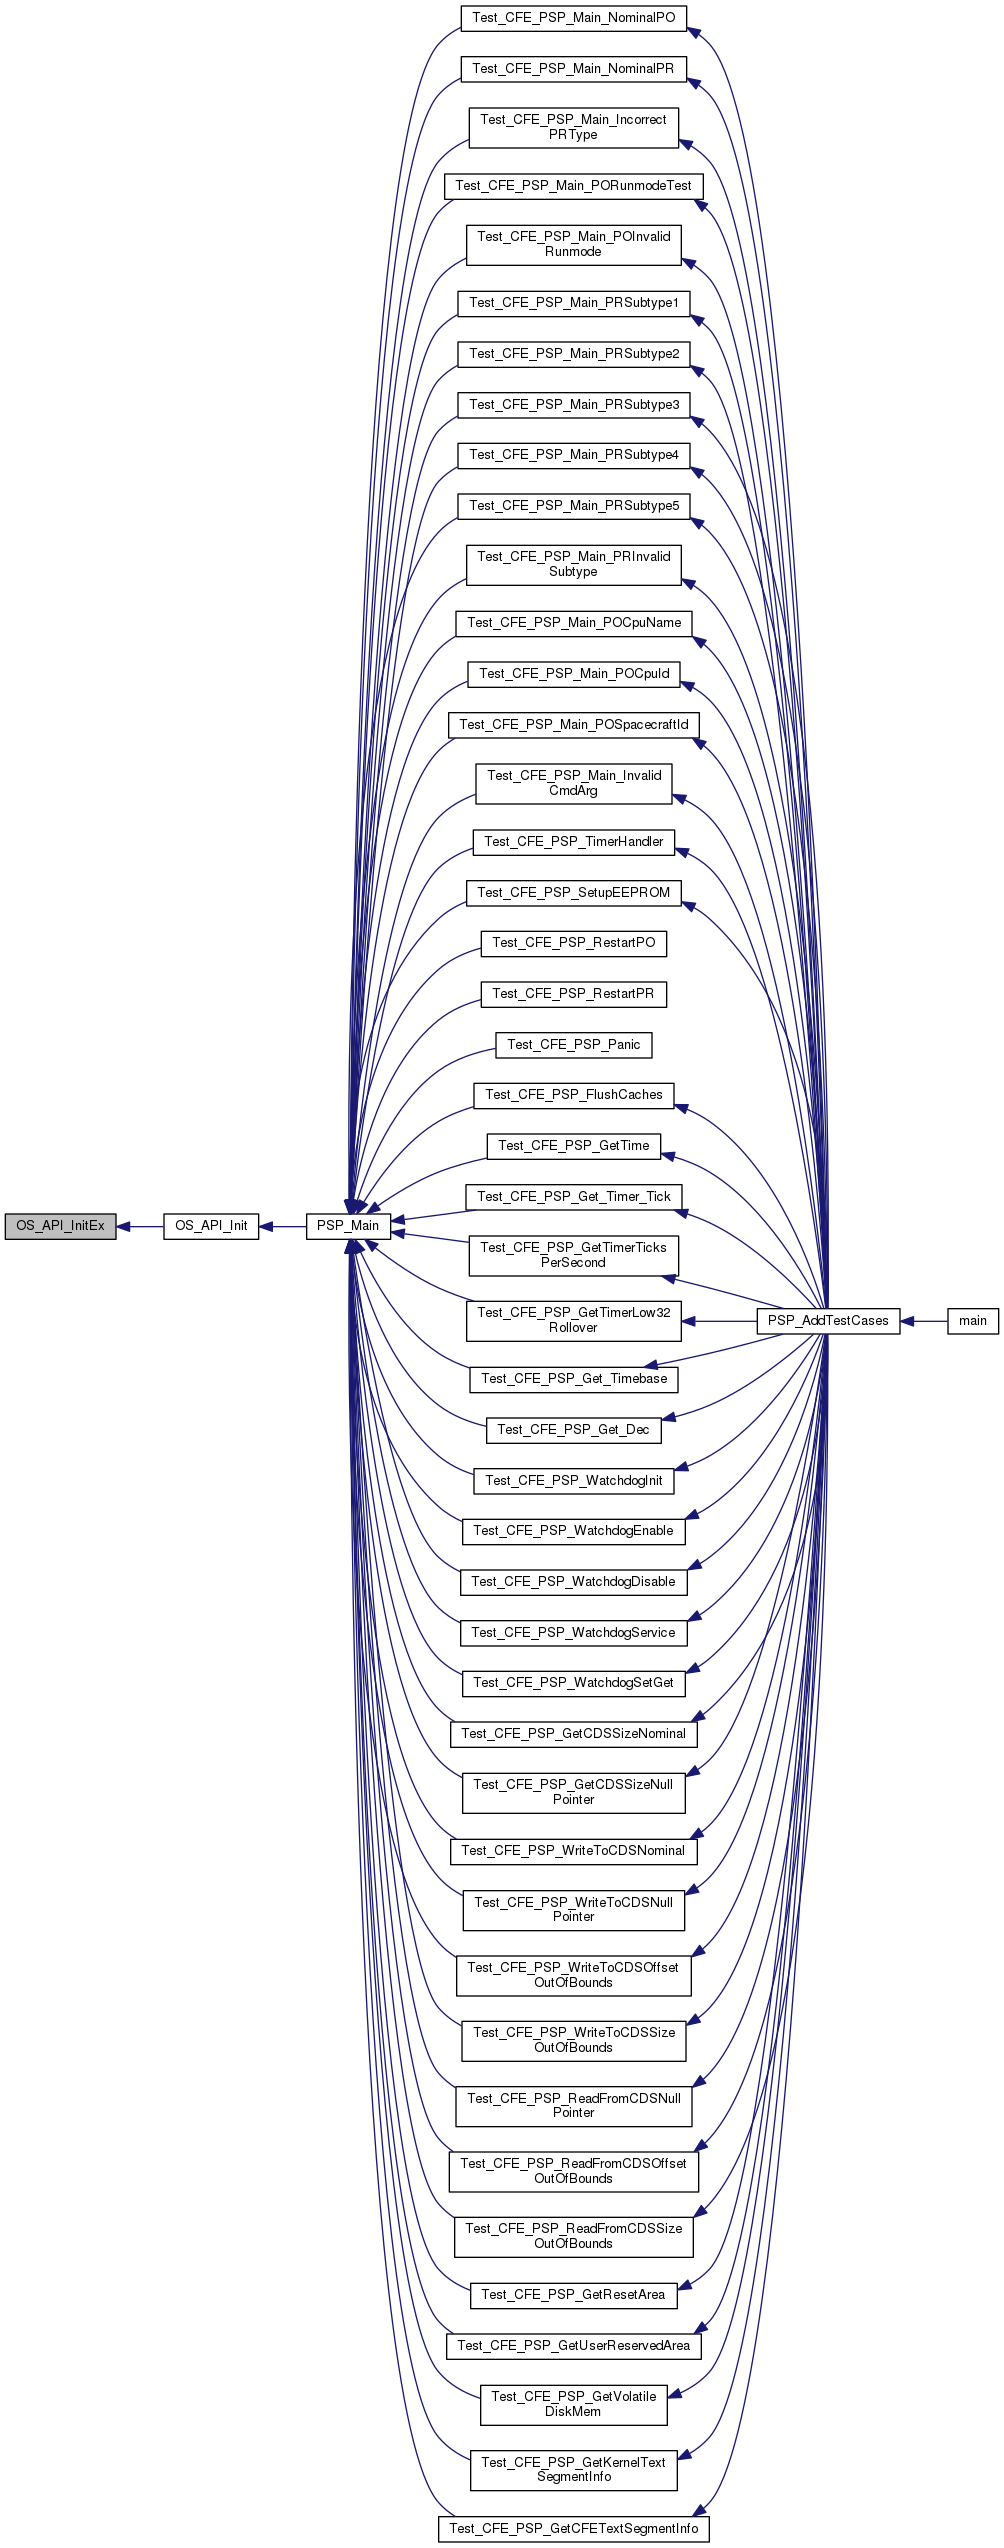 Test_CFE_PSP_Main_NominalPO
Test_CFE_PSP_Main_NominalPR
Test_CFE_PSP_Main_Incorrect
PRType
Test_CFE_PSP_Main_PORunmodeTest
Test_CFE_PSP_Main_POInvalid
Runmode
Test_CFE_PSP_Main_PRSubtype1
Test_CFE_PSP_Main_PRSubtype2
Test_CFE_PSP_Main_PRSubtype3
Test_CFE_PSP_Main_PRSubtype4
Test_CFE_PSP_Main_PRSubtype5
Test_CFE_PSP_Main_PRInvalid
Subtype
Test_CFE_PSP_Main_POCpuName
Test_CFE_PSP_Main_POCpuId
Test_CFE_PSP_Main_POSpacecraftId
Test_CFE_PSP_Main_Invalid
CmdArg
Test_CFE_PSP_TimerHandler
Test_CFE_PSP_SetupEEPROM
Test_CFE_PSP_RestartPO
Test_CFE_PSP_RestartPR
Test_CFE_PSP_Panic
Test_CFE_PSP_FlushCaches
Test_CFE_PSP_GetTime
Test_CFE_PSP_Get_Timer_Tick
OS_API_InitEx
OS_API_Init
PSP_Main
Test_CFE_PSP_GetTimerTicks
PerSecond
Test_CFE_PSP_GetTimerLow32
Rollover
PSP_AddTestCases
main
Test_CFE_PSP_Get_Timebase
Test_CFE_PSP_Get_Dec
Test_CFE_PSP_WatchdogInit
Test_CFE_PSP_WatchdogEnable
Test_CFE_PSP_WatchdogDisable
Test_CFE_PSP_WatchdogService
Test_CFE_PSP_WatchdogSetGet
Test_CFE_PSP_GetCDSSizeNominal
Test_CFE_PSP_GetCDSSizeNull
Pointer
Test_CFE_PSP_WriteToCDSNominal
Test_CFE_PSP_WriteToCDSNull
Pointer
Test_CFE_PSP_WriteToCDSOffset
OutOfBounds
Test_CFE_PSP_WriteToCDSSize
OutOfBounds
Test_CFE_PSP_ReadFromCDSNull
Pointer
Test_CFE_PSP_ReadFromCDSOffset
OutOfBounds
Test_CFE_PSP_ReadFromCDSSize
OutOfBounds
Test_CFE_PSP_GetResetArea
Test_CFE_PSP_GetUserReservedArea
Test_CFE_PSP_GetVolatile
DiskMem
Test_CFE_PSP_GetKernelText
SegmentInfo
Test_CFE_PSP_GetCFETextSegmentInfo